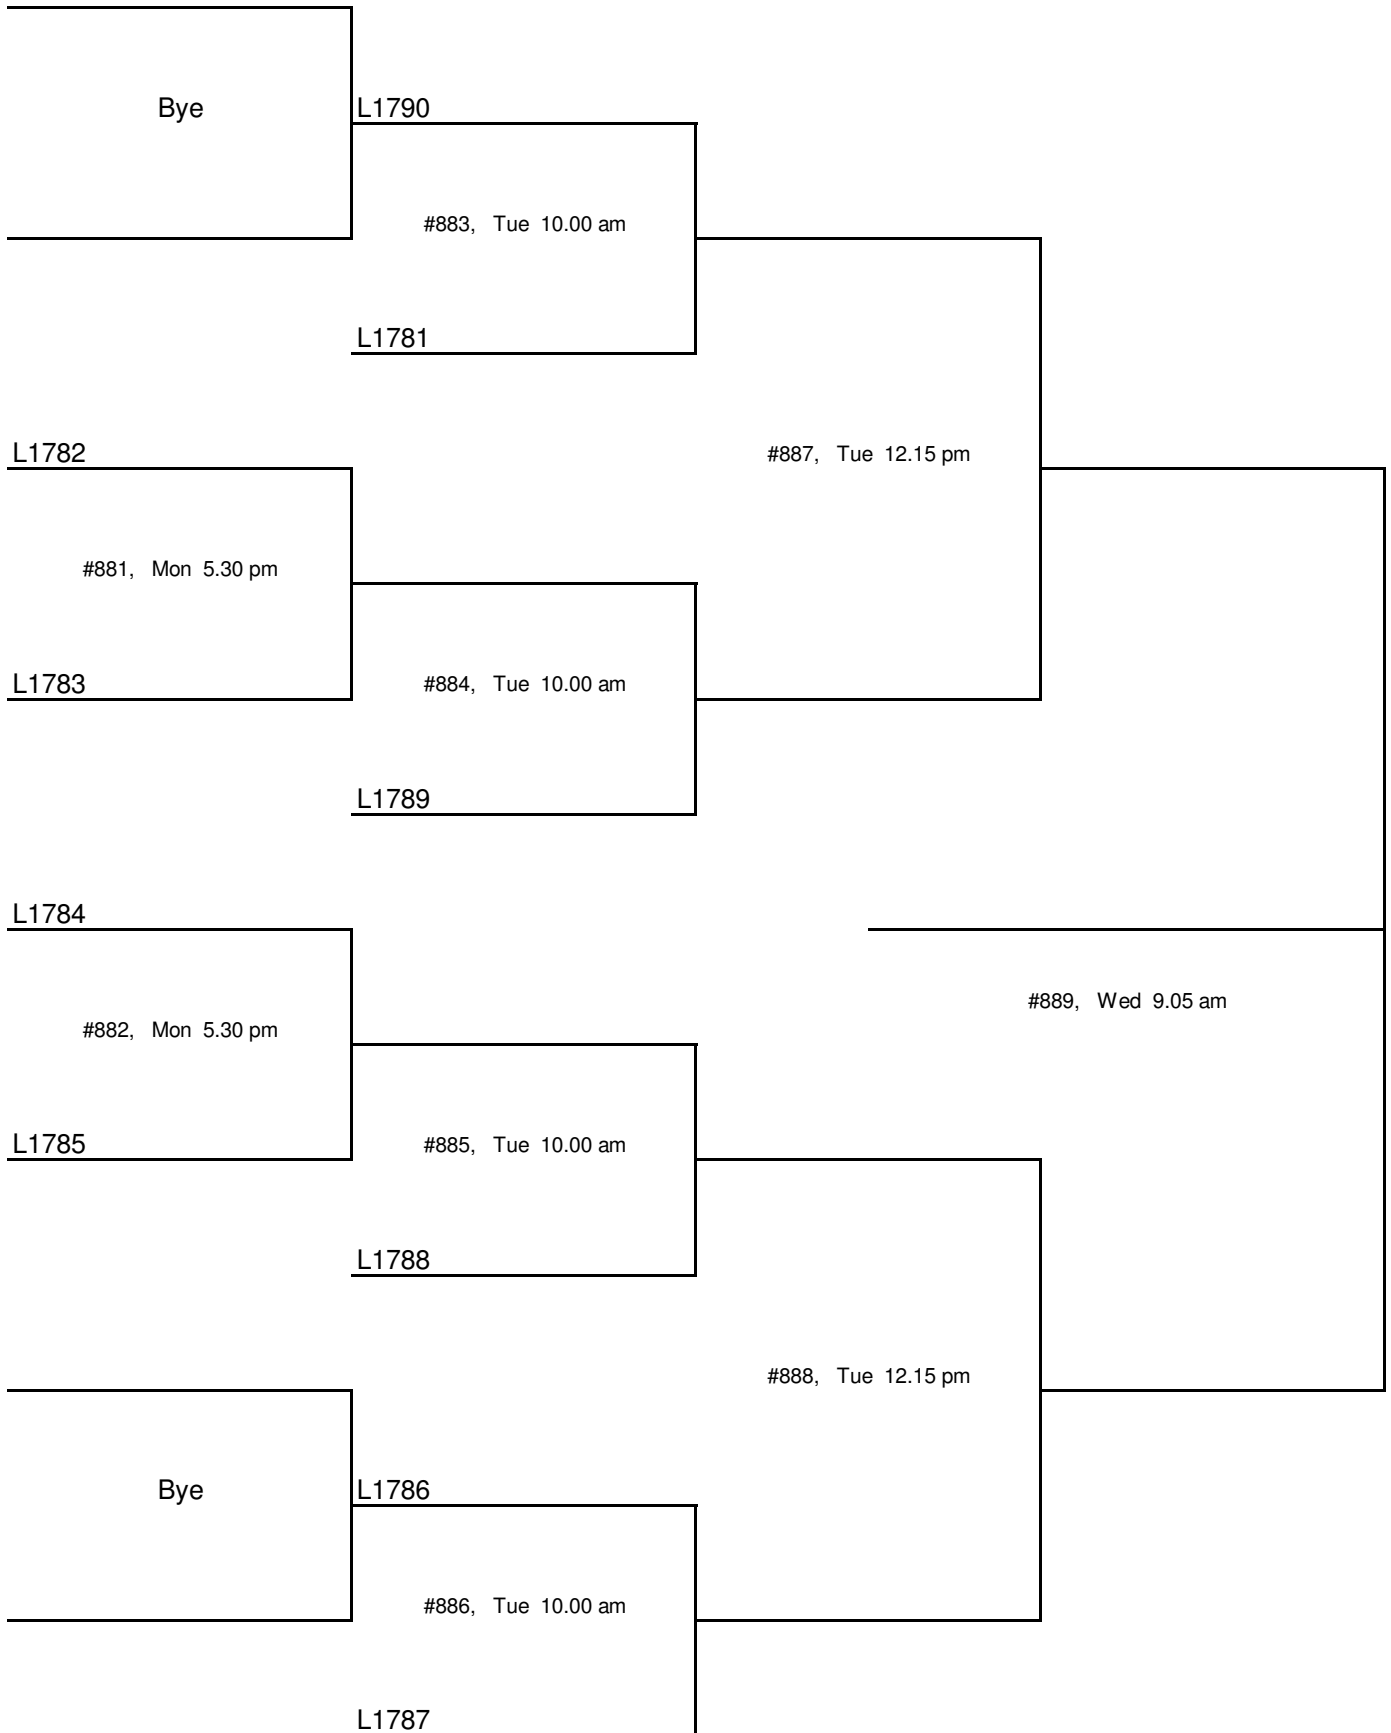 Bye
L1790
#883, Tue 10.00 am
L1781
L1782
#887, Tue 12.15 pm
#881, Mon 5.30 pm
L1783
#884, Tue 10.00 am
L1789
L1784
#889, Wed 9.05 am
#882, Mon 5.30 pm
L1785
#885, Tue 10.00 am
L1788
#888, Tue 12.15 pm
Bye
L1786
#886, Tue 10.00 am
L1787